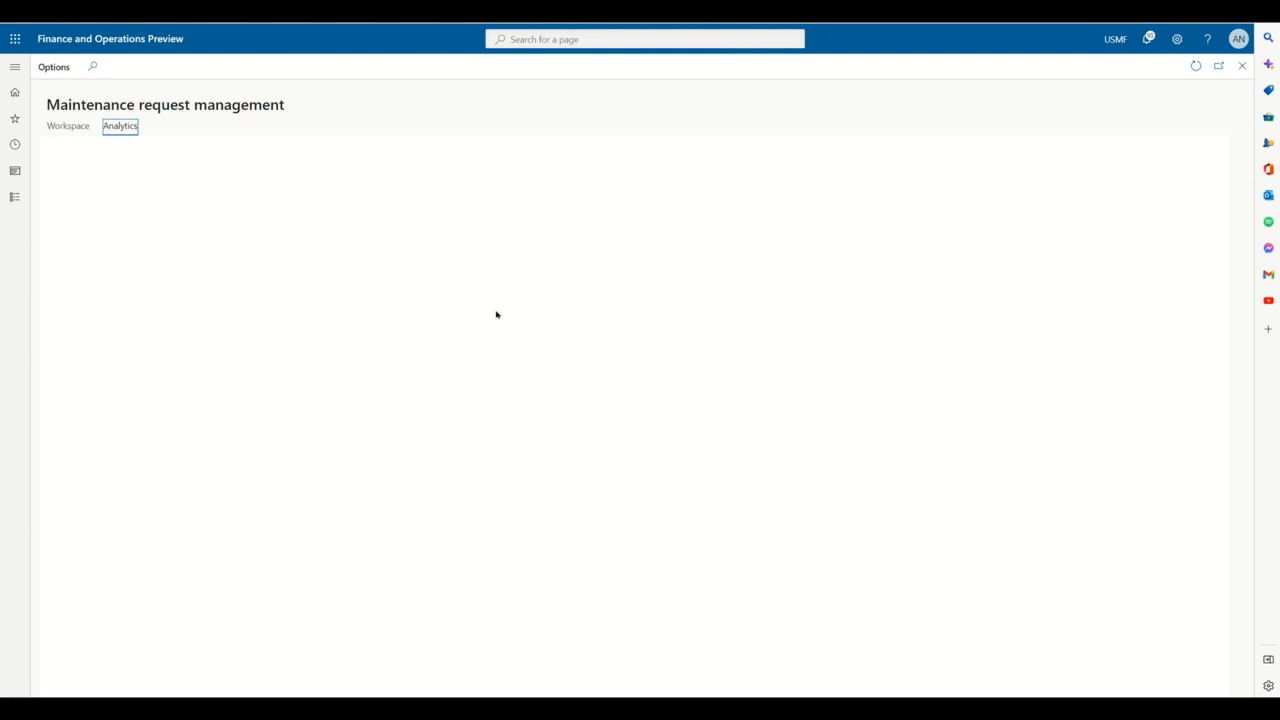 Finance and Operations Preview
Search for a page
USMF
AN
Options
Maintenance request management
Workspace
Analytics